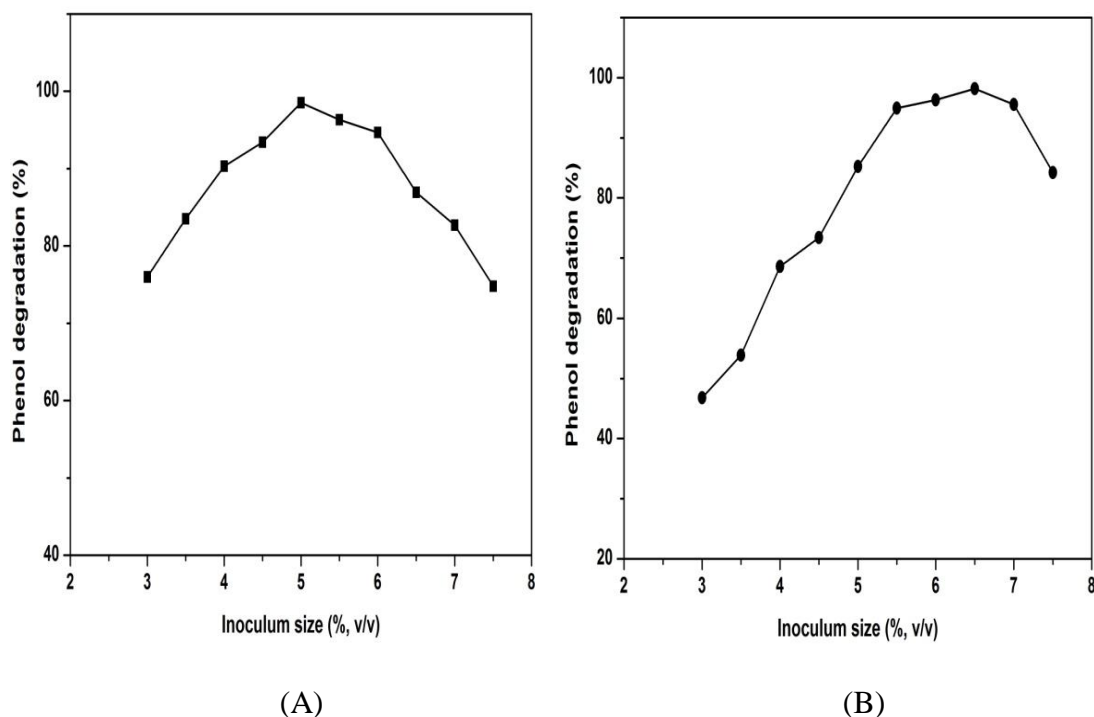 100
80
60
40
2 3 4 5 6 7 8
Phenol degradation (%)
Inoculum size (%, v/v)
(A)
100
80
60
40
20
2 3 4 5 6 7 8
Phenol degradation (%)
Inoculum size (%, v/v)
(B)